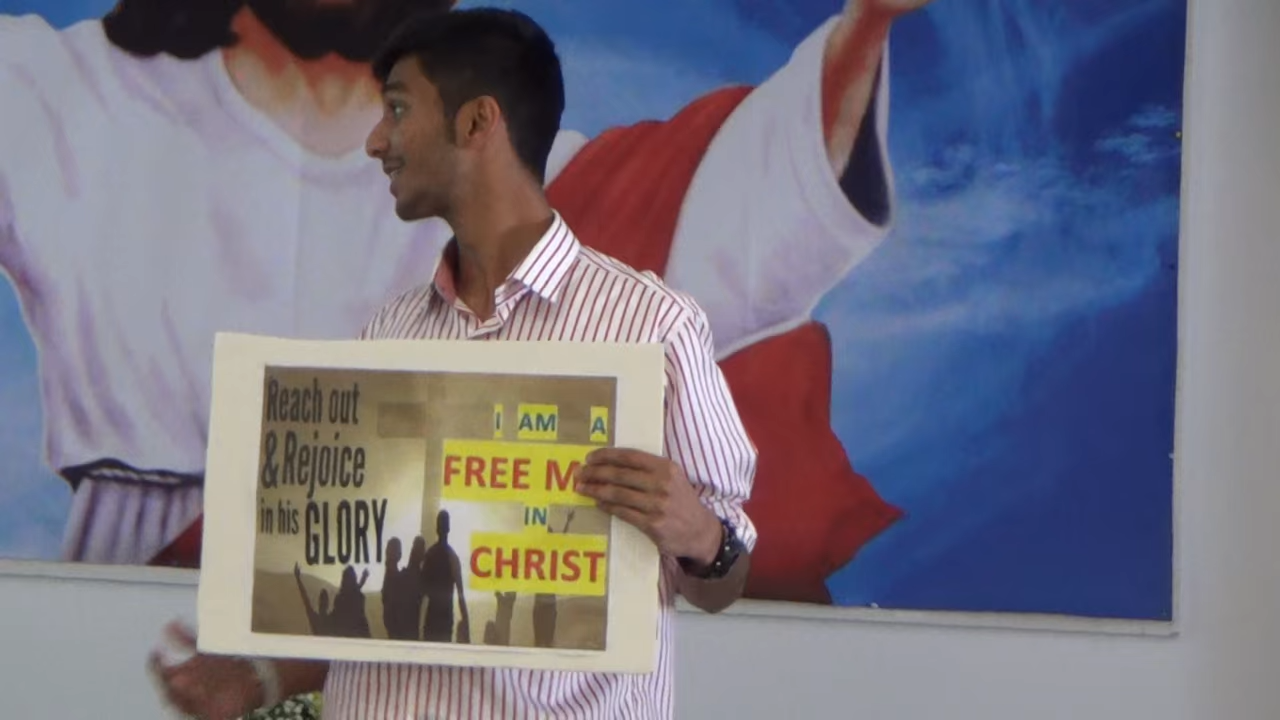 Reach out
& Rejoice
in his GLORY
I AM A
FREE M
IN
CHRIST